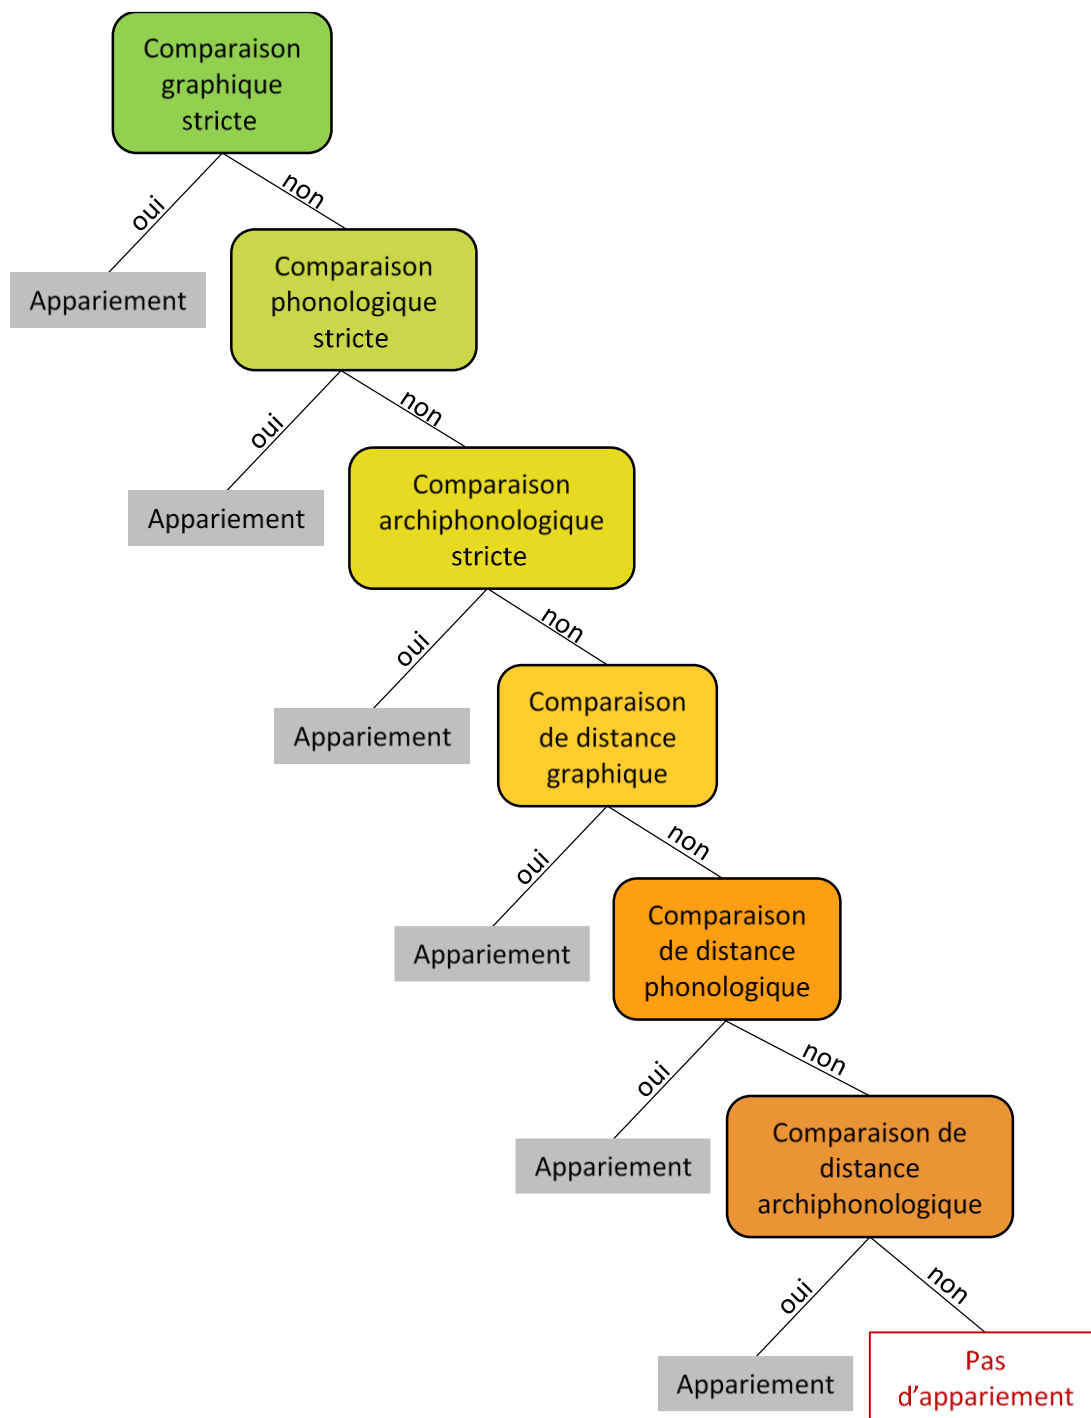 Comparaison
graphique
stricte
oui
non
Appariement
Comparaison
phonologique
stricte
oui
non
Appariement
Comparaison
archiphonologique
stricte
oui
non
Appariement
Comparaison
de distance
graphique
oui
non
Appariement
Comparaison
de distance
phonologique
oui
non
Appariement
Comparaison de
distance
archiphonologique
oui
non
Appariement
Pas
d’appariement